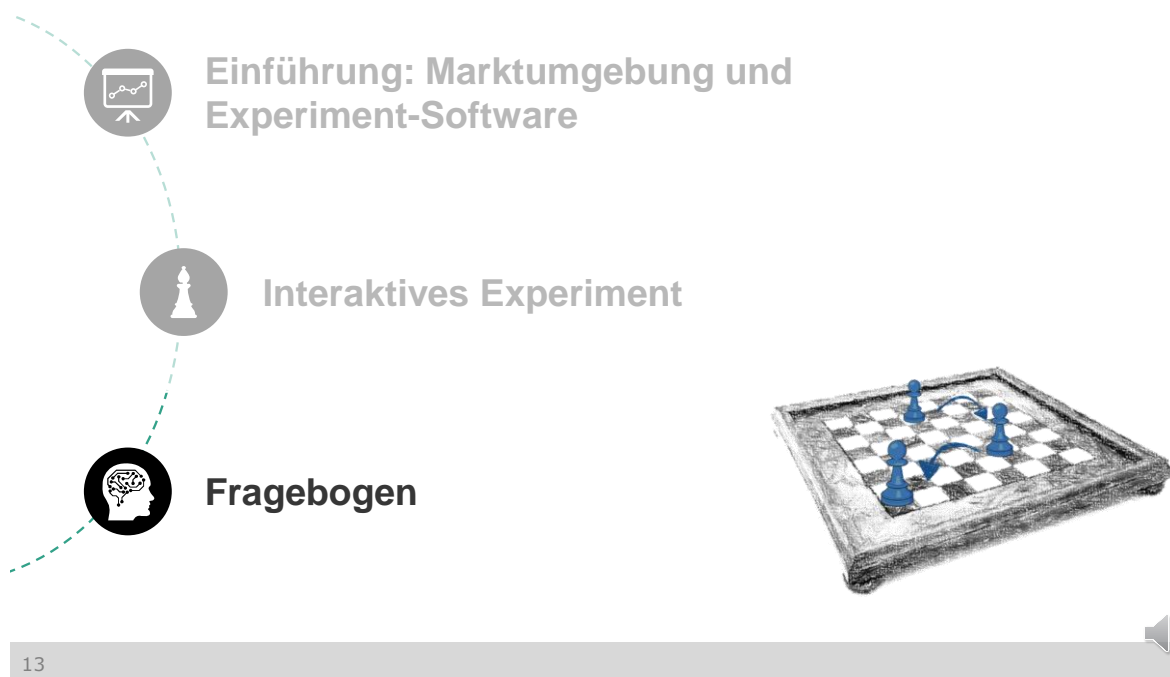 Einführung: Marktumgebung und
Experiment-Software
Interaktives Experiment
Fragebogen
13